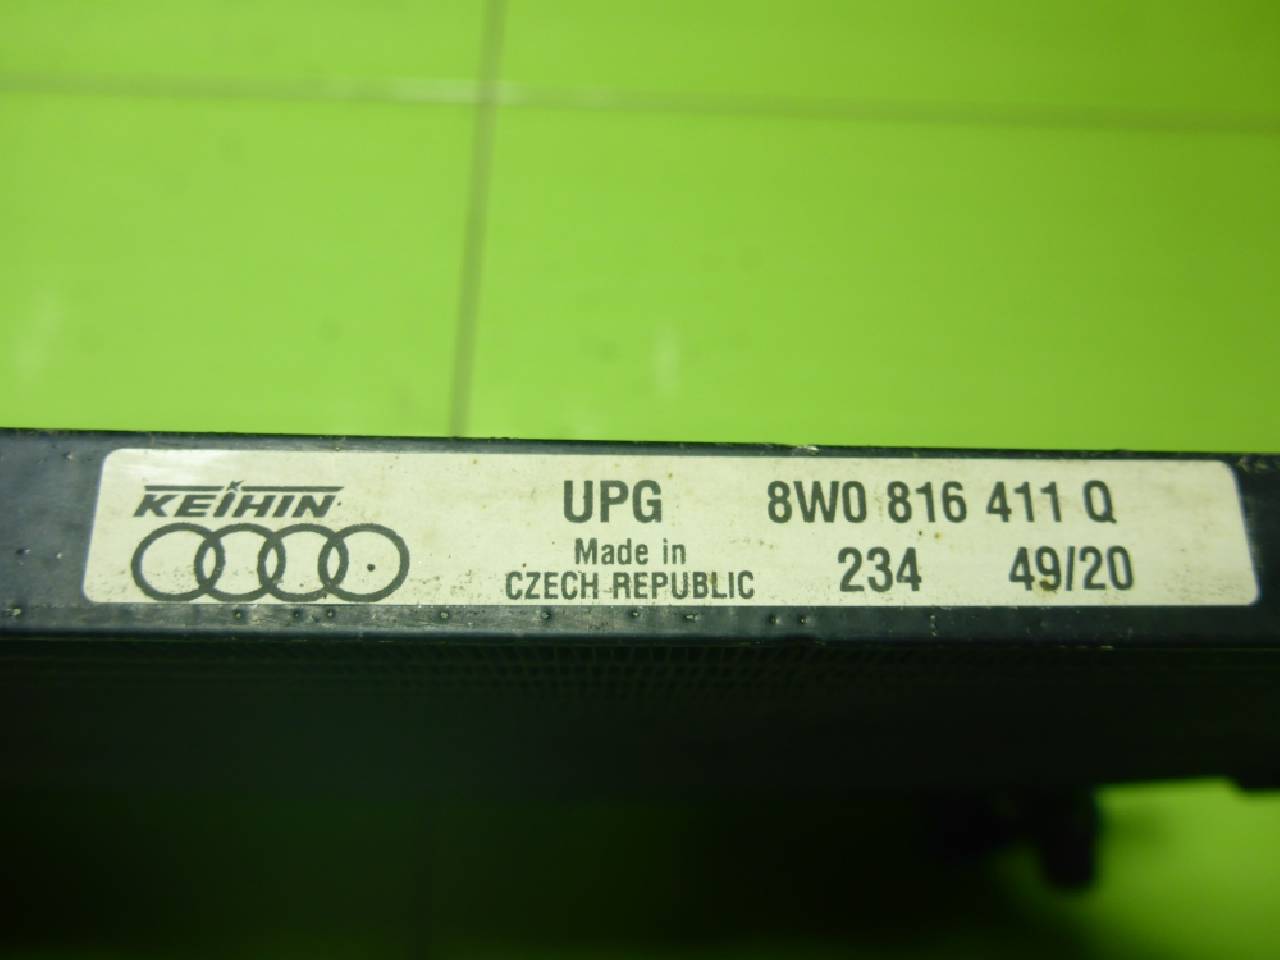 KEIHIN UPG 8W0 816 411 Q
Made in 234 49/20
CZECH REPUBLIC